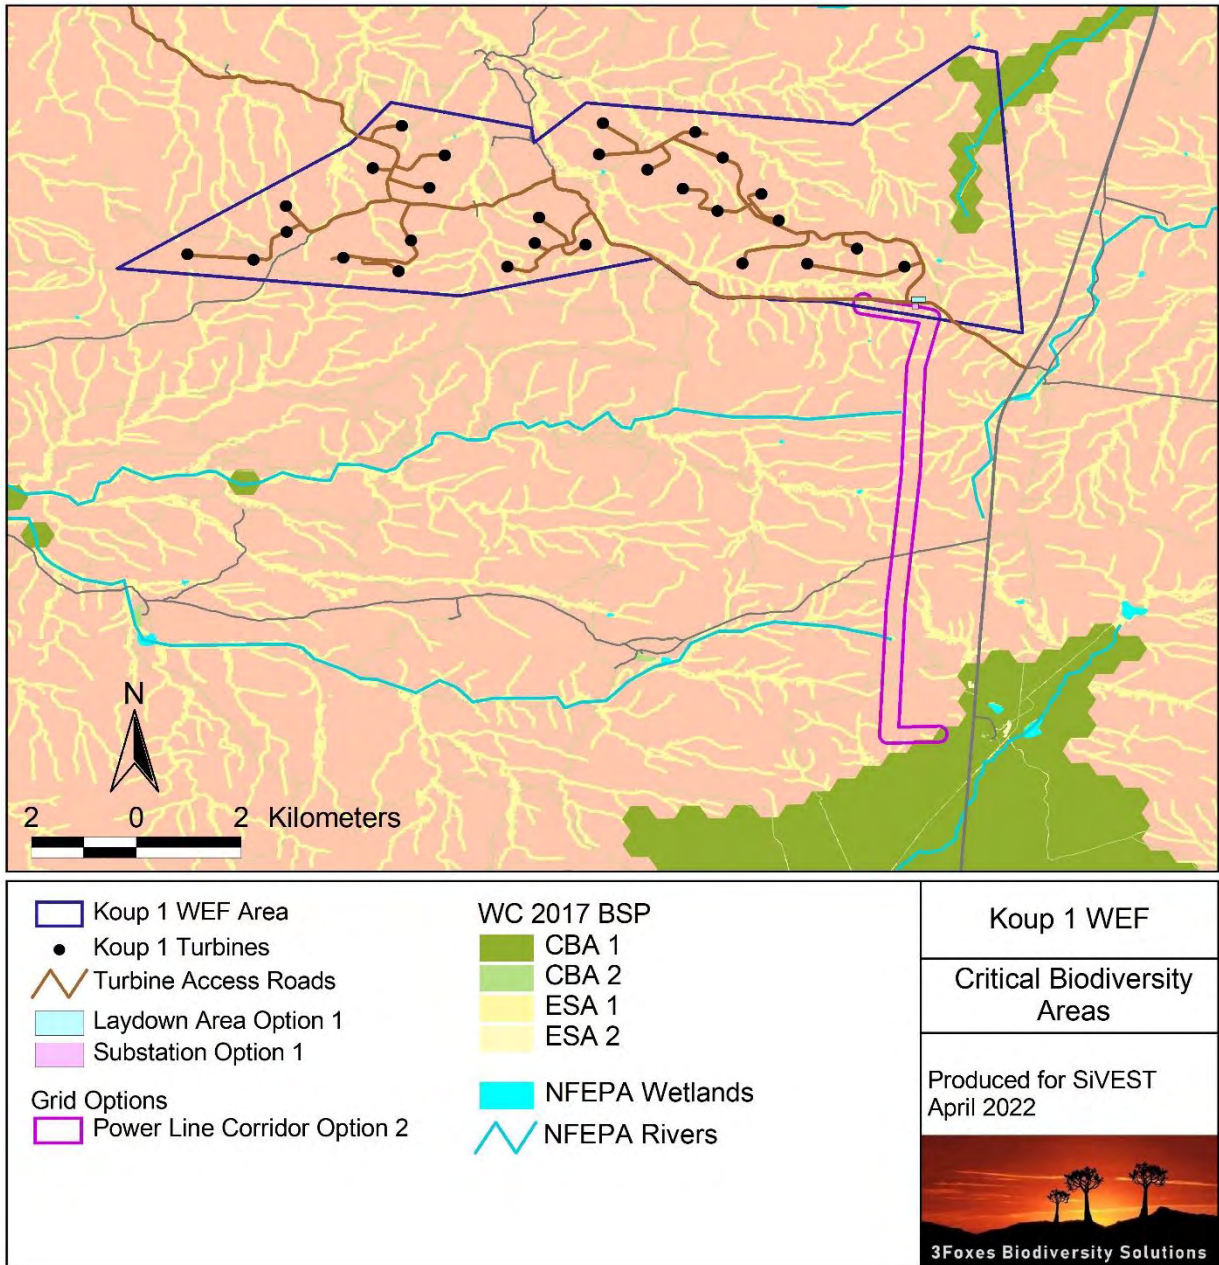 N
2 0 2 Kilometers
Koup 1 WEF Area
Koup 1 Turbines
Turbine Access Roads
Laydown Area Option 1
Substation Option 1
Grid Options
Power Line Corridor Option 2
WC 2017 BSP
CBA 1
CBA 2
ESA 1
ESA 2
NFEPA Wetlands
NFEPA Rivers
Koup 1 WEF
Critical Biodiversity
Areas
Produced for SiVEST
April 2022
3Foxes Biodiversity Solutions